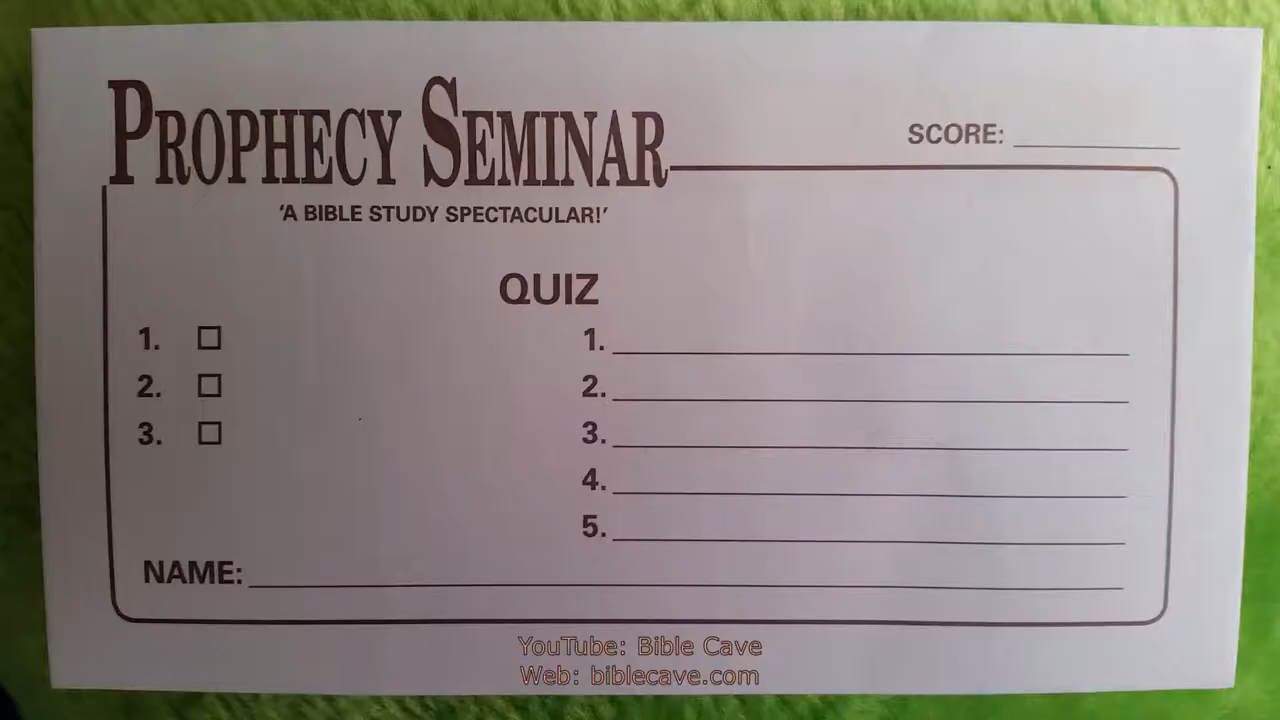 PROPHECY SEMINAR
SCORE:
‘A BIBLE STUDY SPECTACULAR!’
QUIZ
1.
2.
3.
1.
2.
3.
4.
5.
NAME:
YouTube: Bible Cave
Web: biblecave.com